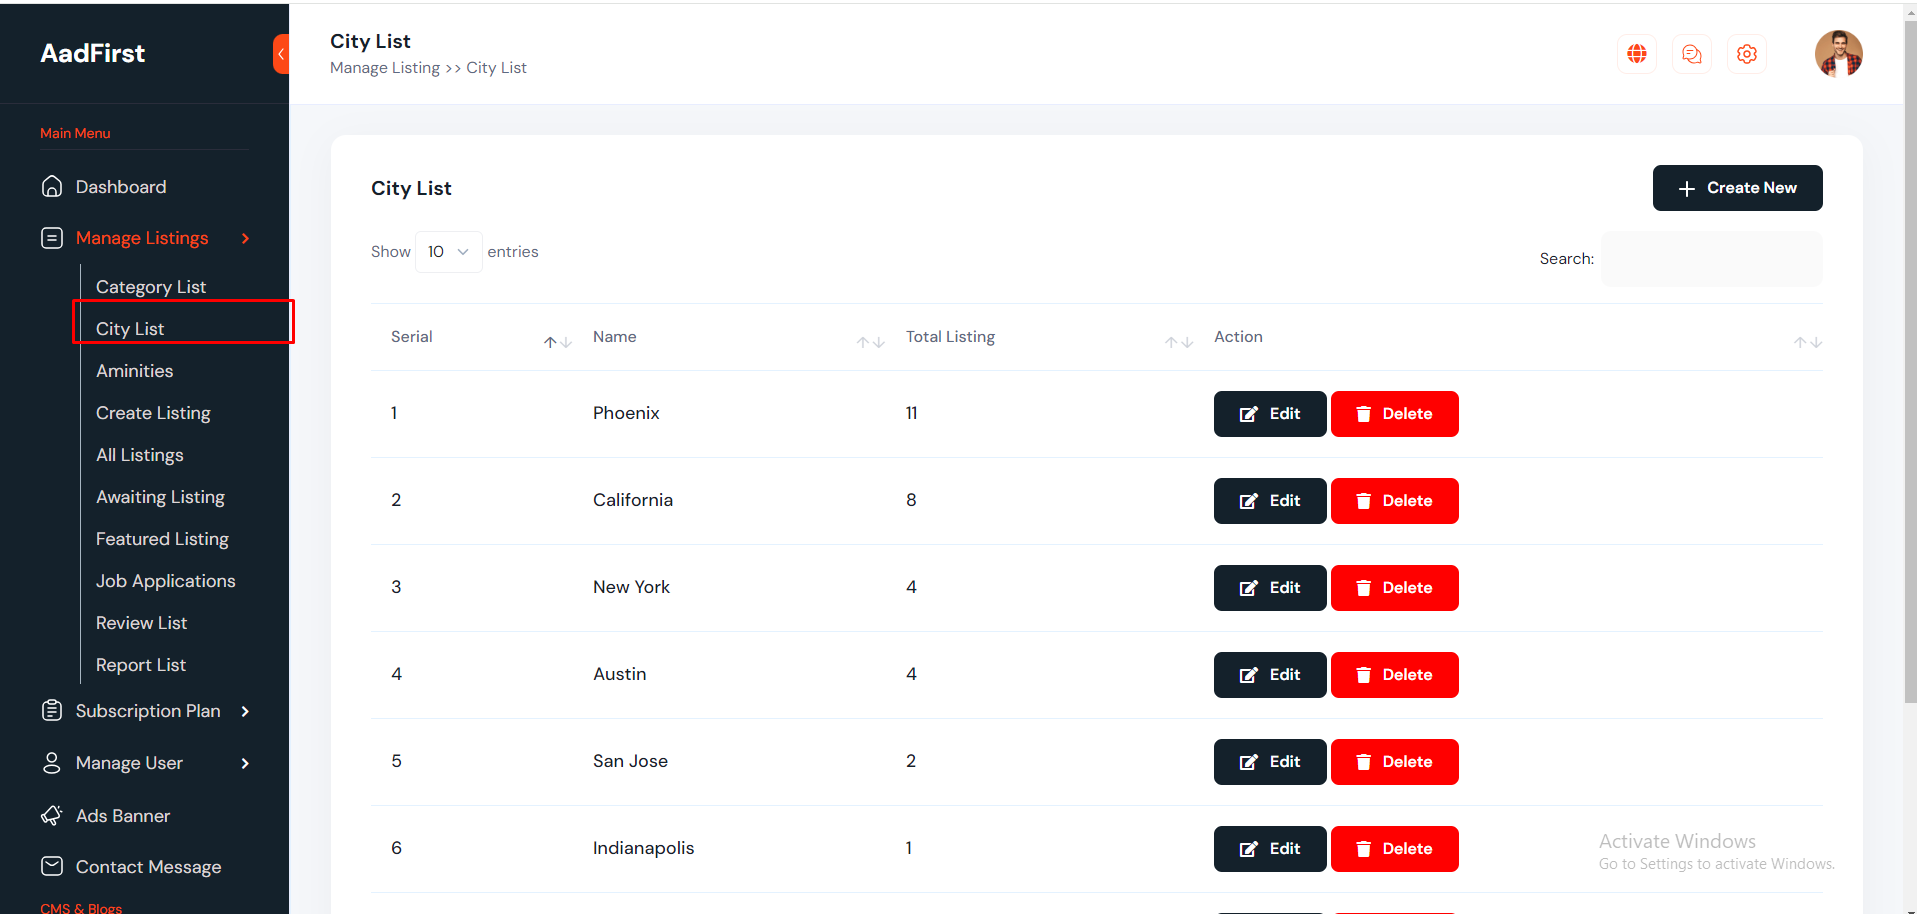 AadFirst
Main Menu
Dashboard
Manage Listings
Category List
City List
Aminities
Create Listing
All Listings
Awaiting Listing
Featured Listing
Job Applications
Review List
Report List
Subscription Plan
Manage User
Ads Banner
Contact Message
CMS & Blogs
City List
Manage Listing >> City List
City List
Create New
Show 10 entries
Search:
Serial Name Total Listing Action
1 Phoenix 11 Edit Delete
2 California 8 Edit Delete
3 New York 4 Edit Delete
4 Austin 4 Edit Delete
5 San Jose 2 Edit Delete
6 Indianapolis 1 Edit Delete
Activate Windows
Go to Settings to activate Windows.